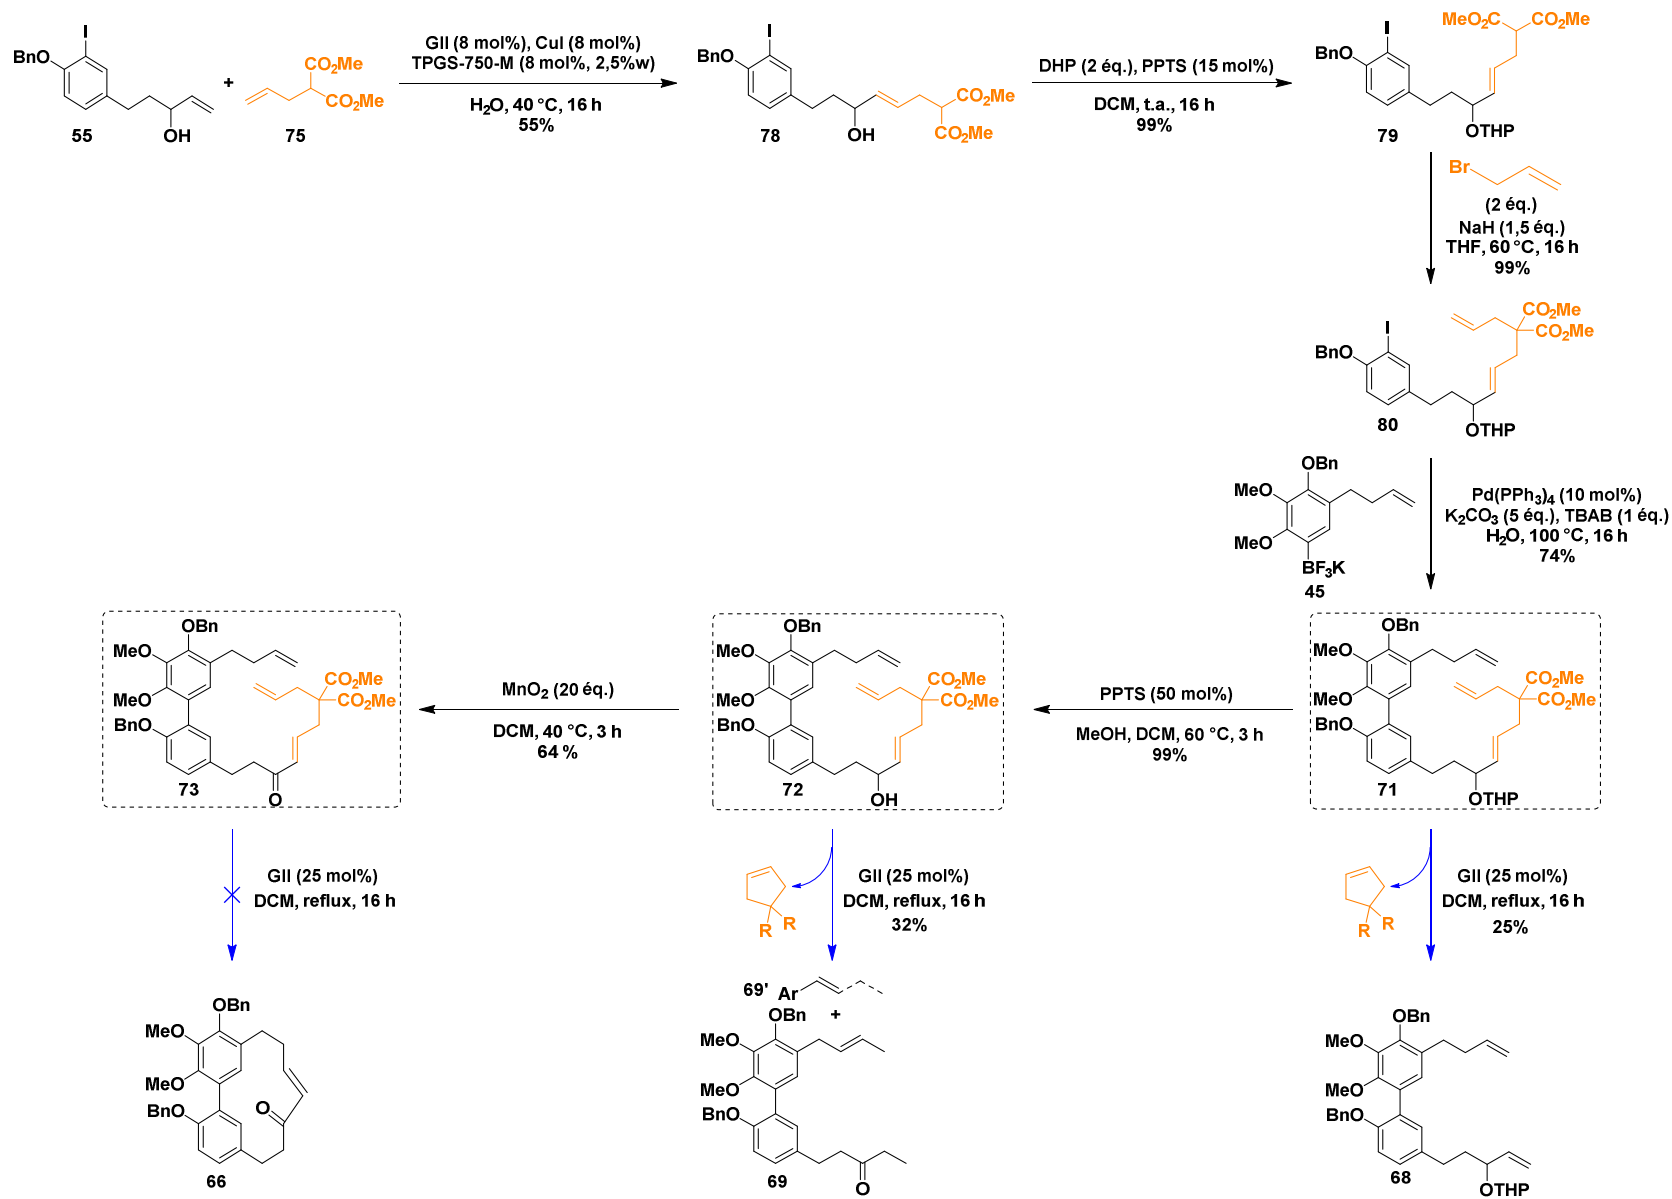 I
BnO
OH
55
+
CO₂Me
CO₂Me
75
GII (8 mol%), CuI (8 mol%)
TPGS-750-M (8 mol%, 2,5%w)
H₂O, 40 °C, 16 h
55%
I
BnO
OH
CO₂Me
CO₂Me
78
DHP (2 éq.), PPTS (15 mol%)
DCM, t.a., 16 h
99%
MeO₂C CO₂Me
I
BnO
OTHP
79
Br
(2 éq.)
NaH (1,5 éq.)
THF, 60 °C, 16 h
99%
CO₂Me
CO₂Me
I
BnO
OTHP
80
OBn
MeO
MeO
BF₃K
45
Pd(PPh₃)₄ (10 mol%)
K₂CO₃ (5 éq.), TBAB (1 éq.)
H₂O, 100 °C, 16 h
74%
OBn
MeO
MeO
CO₂Me
CO₂Me
BnO
O
73
MnO₂ (20 éq.)
DCM, 40 °C, 3 h
64 %
OBn
MeO
MeO
CO₂Me
CO₂Me
BnO
OH
72
PPTS (50 mol%)
MeOH, DCM, 60 °C, 3 h
99%
OBn
MeO
MeO
CO₂Me
CO₂Me
BnO
OTHP
71
GII (25 mol%)
DCM, reflux, 16 h
R R
GII (25 mol%)
DCM, reflux, 16 h
32%
R R
GII (25 mol%)
DCM, reflux, 16 h
25%
OBn
MeO
MeO
BnO
O
66
69' Ar
+
OBn
MeO
MeO
BnO
O
69
OBn
MeO
MeO
BnO
OTHP
68